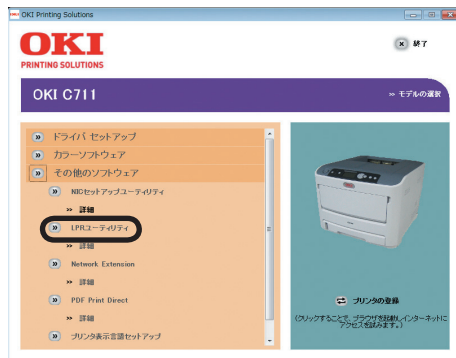 OKI Printing Solutions
OKI
PRINTING SOLUTIONS
終了
OKI C711
モデルの選択
ドライバ セットアップ
カラーソフトウェア
その他のソフトウェア
NICセットアップユーティリティ
詳細
LPRユーティリティ
詳細
Network Extension
詳細
PDF Print Direct
詳細
プリンタ表示言語セットアップ
プリンタの登録
(クリックすることで、ブラウザを起動しインターネットに
アクセスを試みます。)